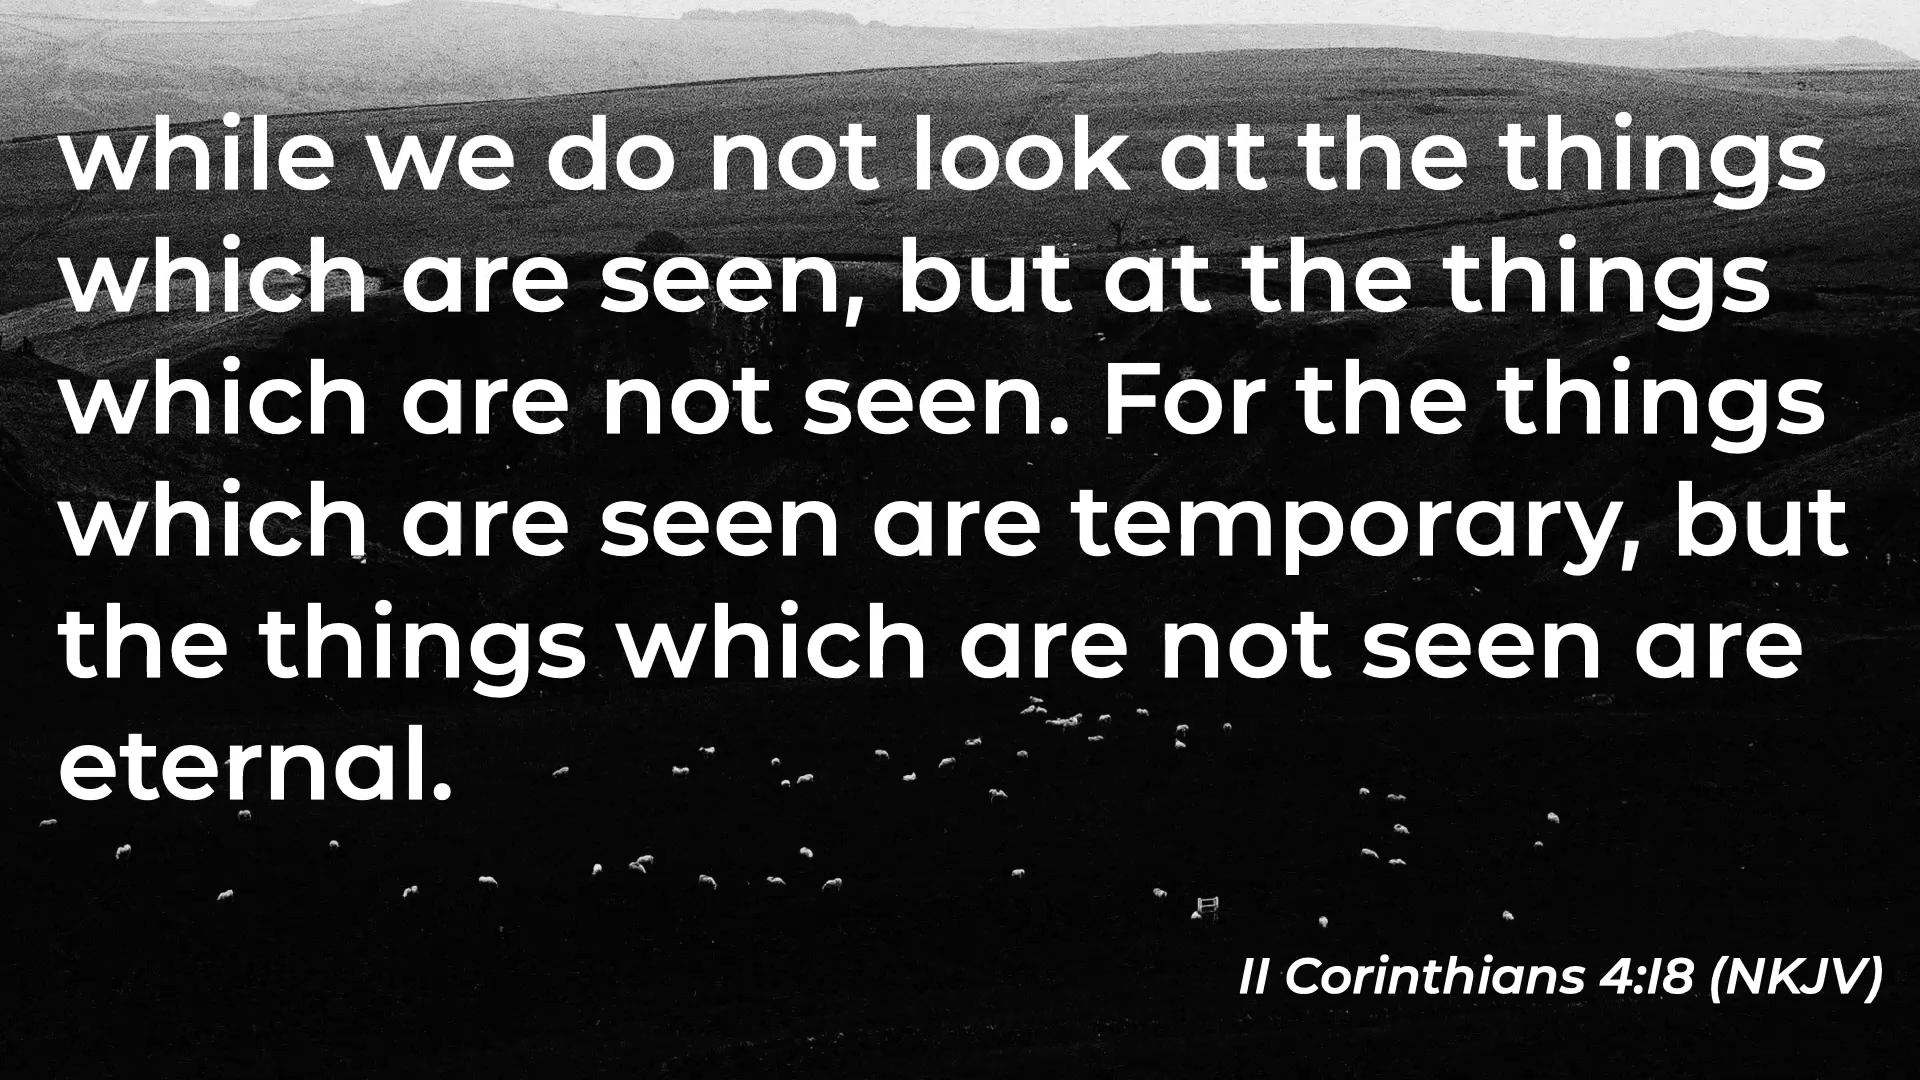 while we do not look at the things
which are seen, but at the things
which are not seen. For the things
which are seen are temporary, but
the things which are not seen are
eternal.
II Corinthians 4:18 (NKJV)